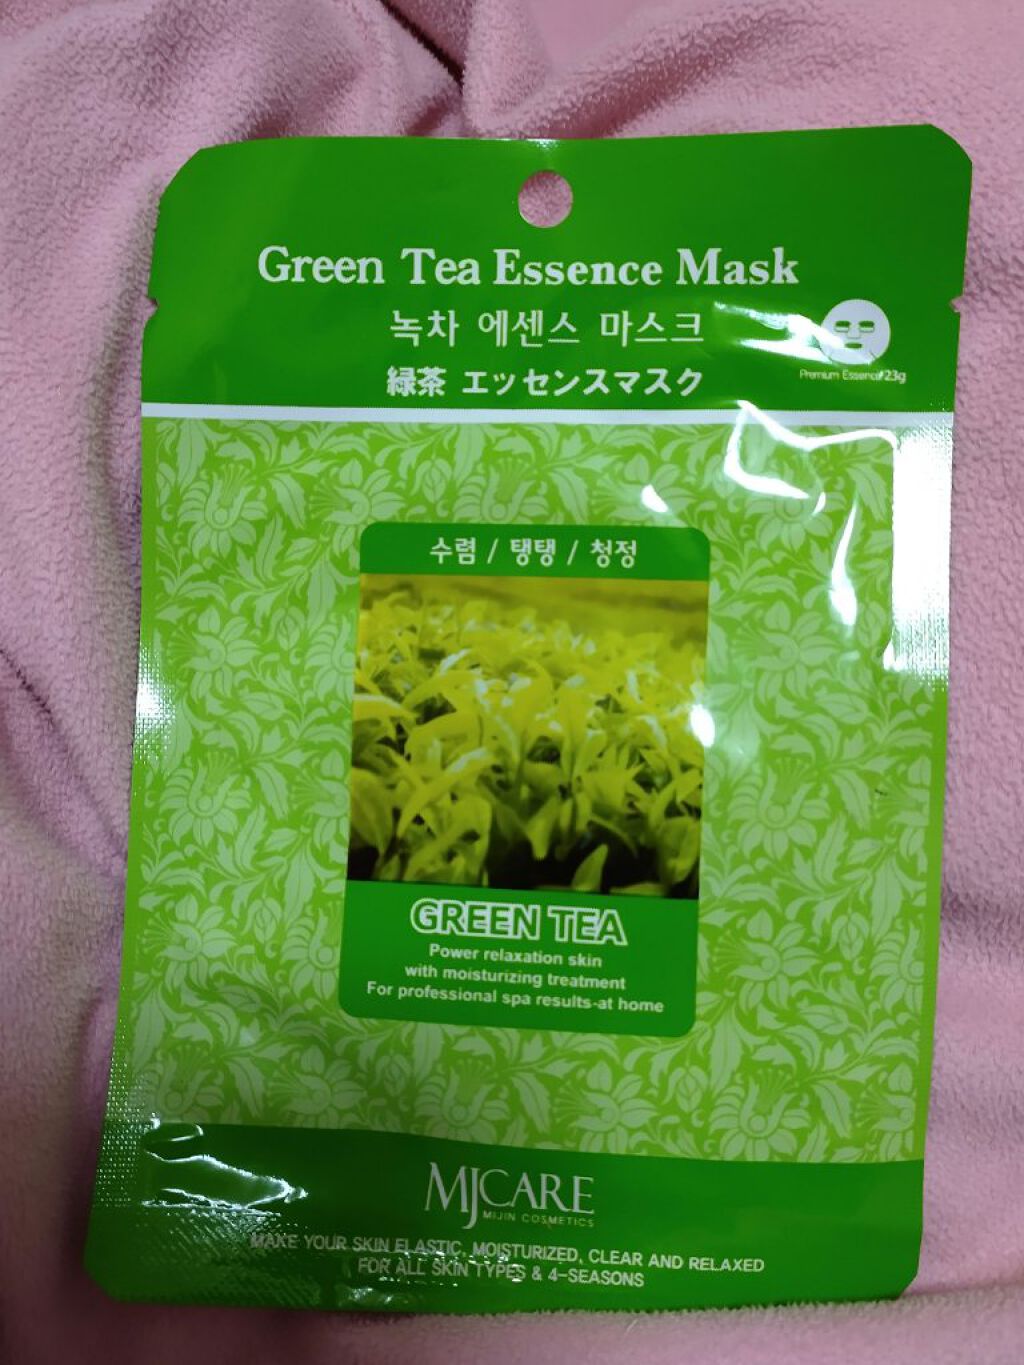 Green Tea Essence Mask
녹차 에센스 마스크
緑茶 エッセンスマスク
Premium Essence/23g
수렴 / 탱탱 / 청정
GREEN TEA
Power relaxation skin
with moisturizing treatment
For professional spa results-at home
MJCARE
MIJIN COSMETICS
MAKE YOUR SKIN ELASTIC, MOISTURIZED, CLEAR AND RELAXED
FOR ALL SKIN TYPES & 4-SEASONS